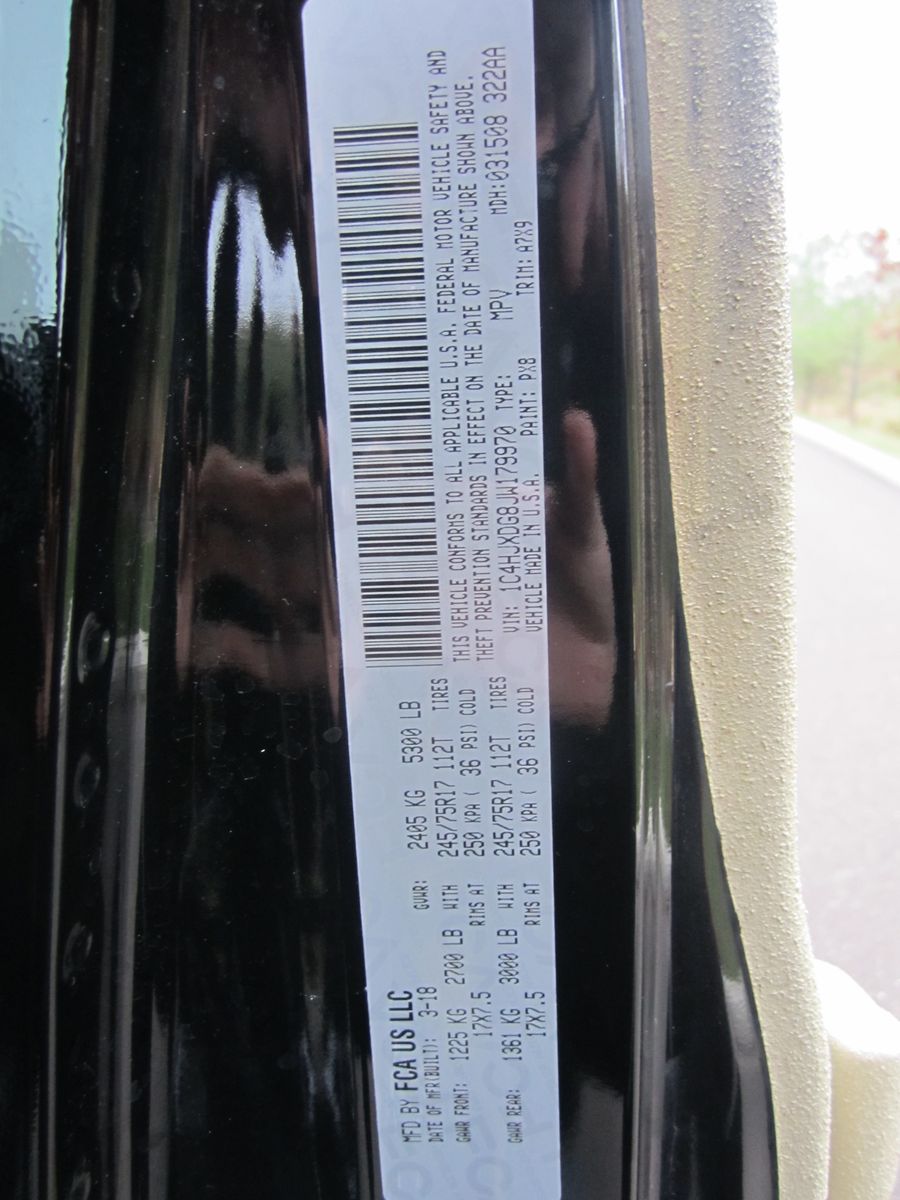 MFD BY FCA US LLC
DATE OF MFR(BUILT): 3-18 GVWR: 2405 KG 5300 LB
GAWR FRONT: 1225 KG 2700 LB WITH 245/75R17 112T TIRES
17X7.5 RIMS AT 250 KPA ( 36 PSI) COLD
GAWR REAR: 1361 KG 3000 LB WITH 245/75R17 112T TIRES
17X7.5 RIMS AT 250 KPA ( 36 PSI) COLD
THIS VEHICLE CONFORMS TO ALL APPLICABLE U.S.A. FEDERAL MOTOR VEHICLE SAFETY AND
THEFT PREVENTION STANDARDS IN EFFECT ON THE DATE OF MANUFACTURE SHOWN ABOVE.
VIN: 1C4HJXDG8JW179970 TYPE: MPV MDH:031508 322AA
VEHICLE MADE IN U.S.A. PAINT: PX8 TRIM: A7X9